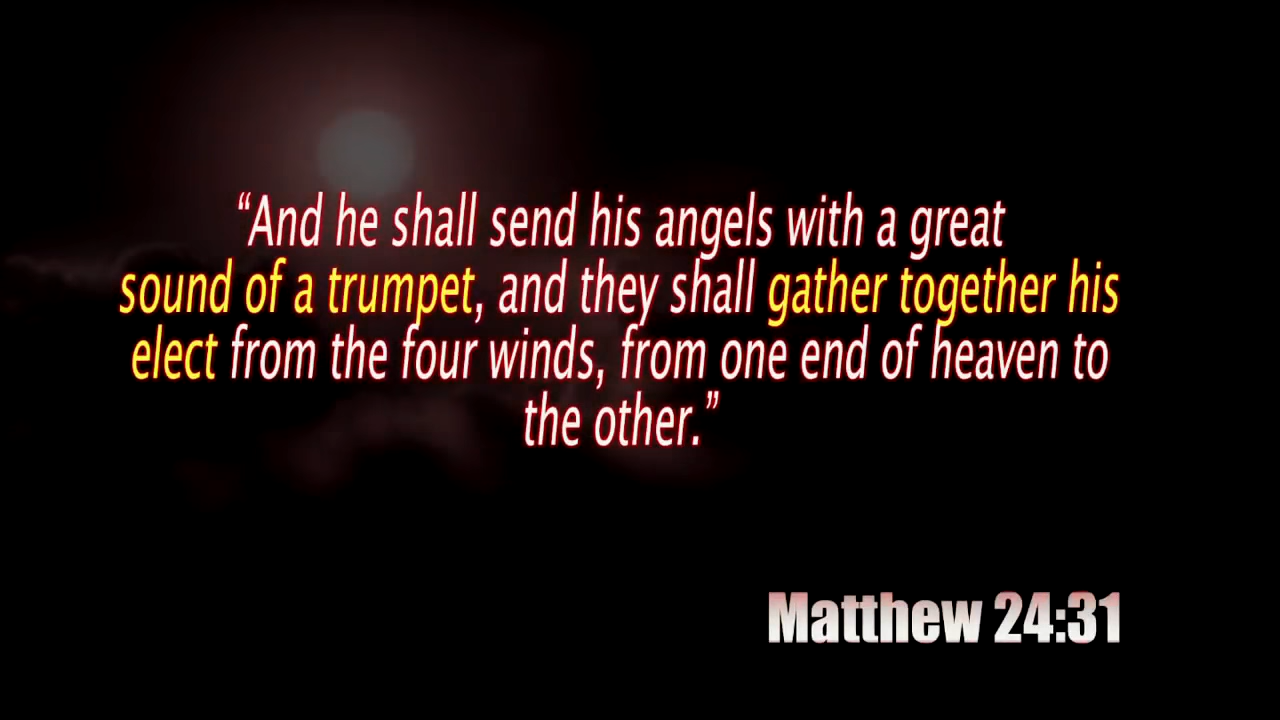 “And he shall send his angels with a great
sound of a trumpet, and they shall gather together his
elect from the four winds, from one end of heaven to
the other.”
Matthew 24:31